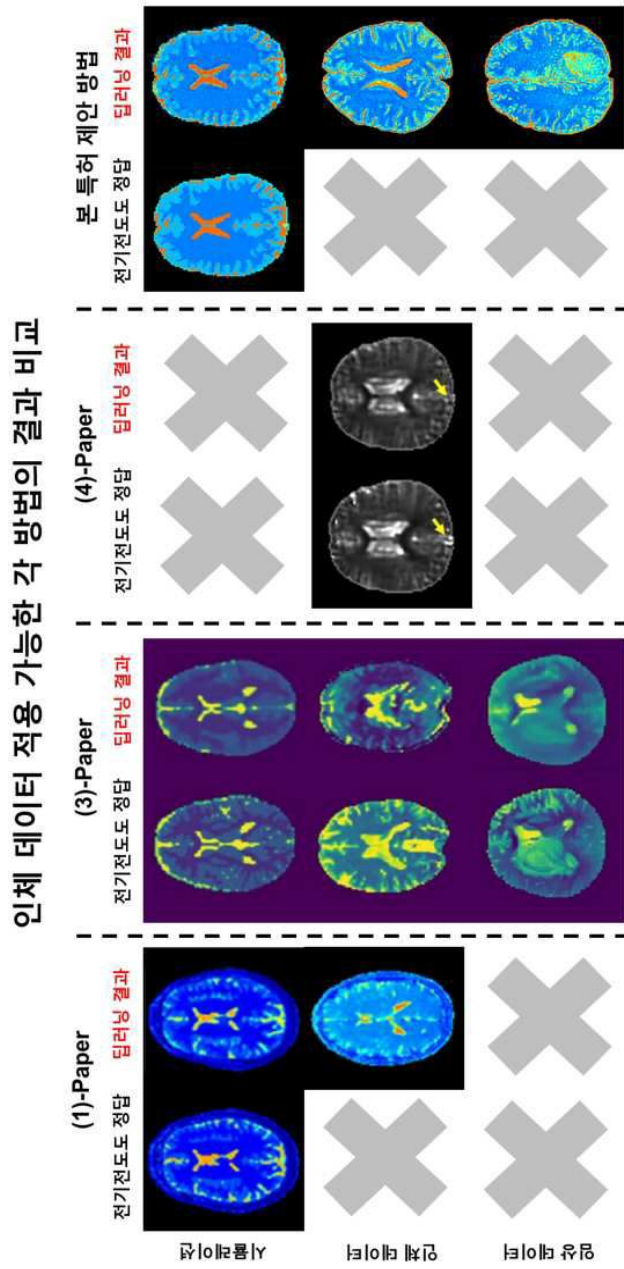 인체 데이터 적용 가능한 각 방법의 결과 비교
(1)-Paper
(3)-Paper
(4)-Paper
본 특허 제안 방법
전기전도도 정답
딥러닝 결과
전기전도도 정답
딥러닝 결과
전기전도도 정답
딥러닝 결과
전기전도도 정답
딥러닝 결과
시뮬레이션
인체 데이터
임상 데이터